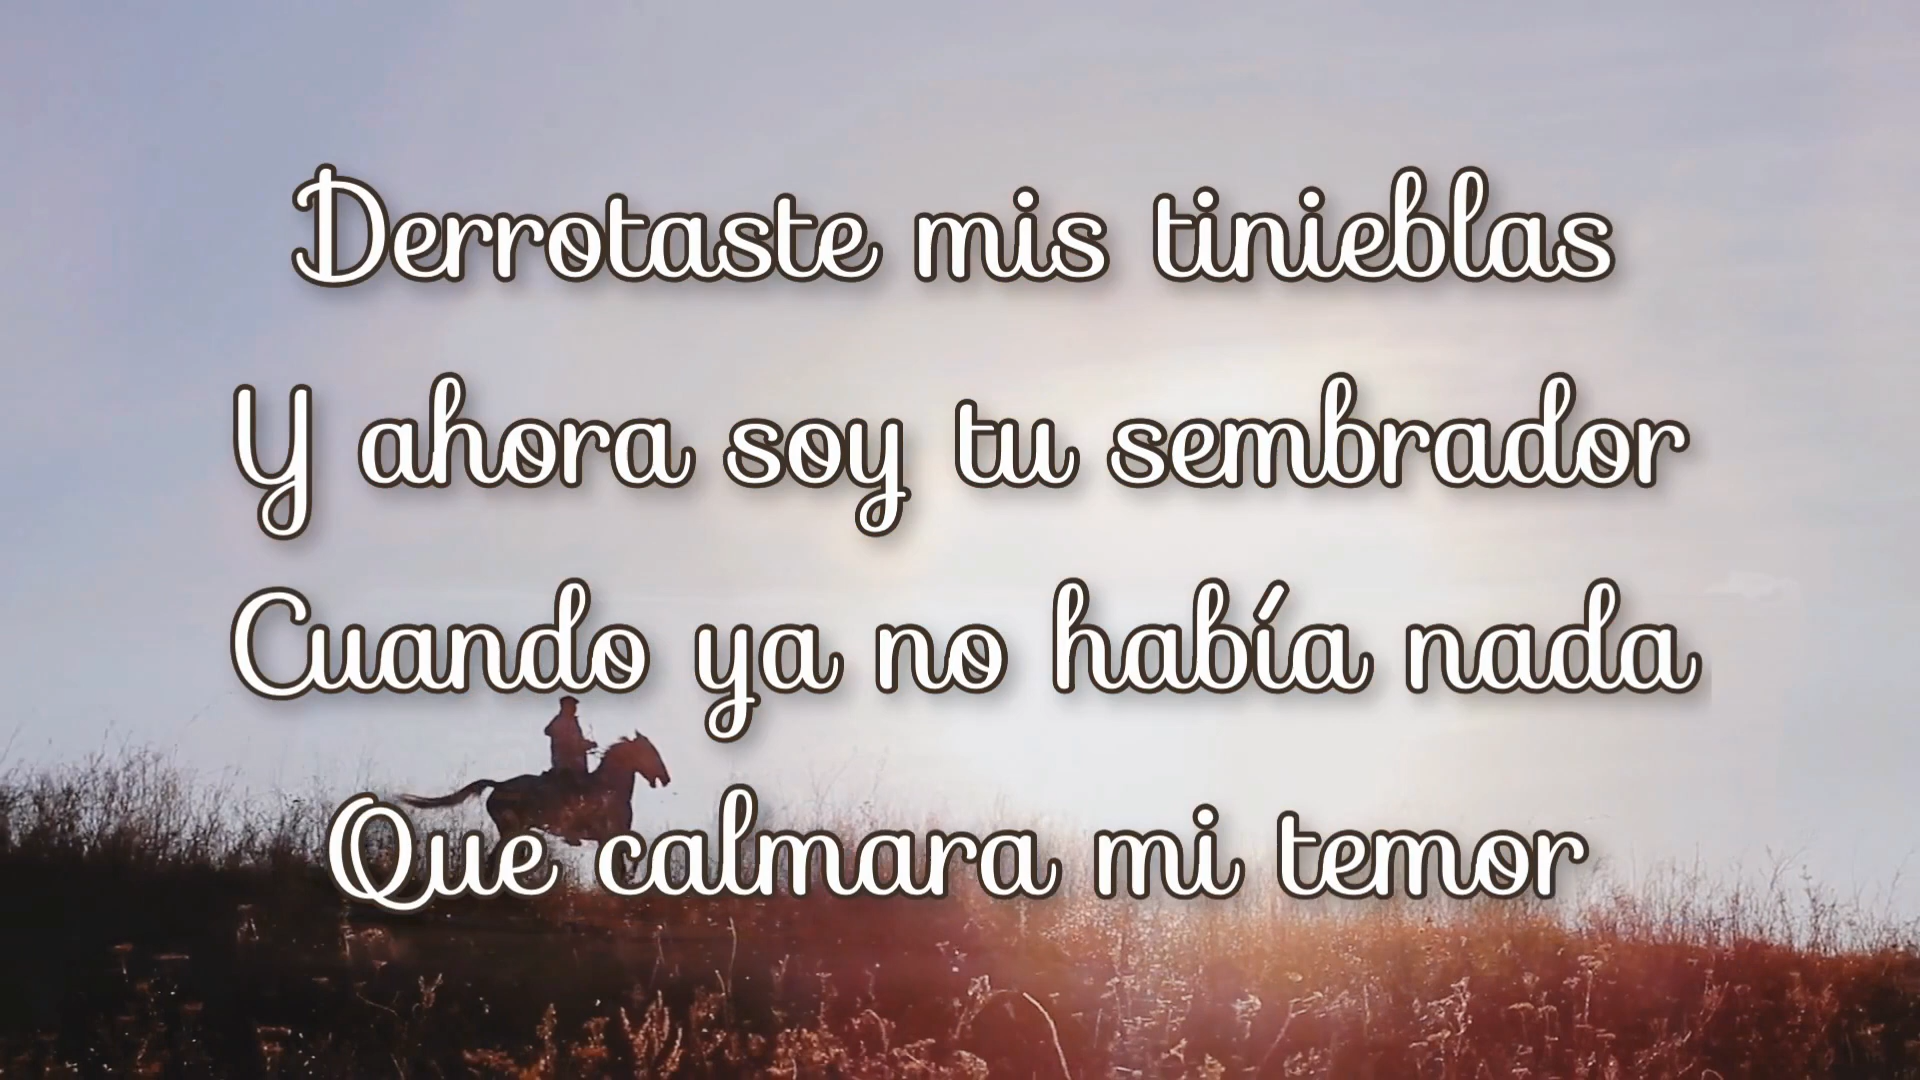 Derrotaste mis tinieblas
Y ahora soy tu sembrador
Cuando ya no había nada
Que calmara mi temor